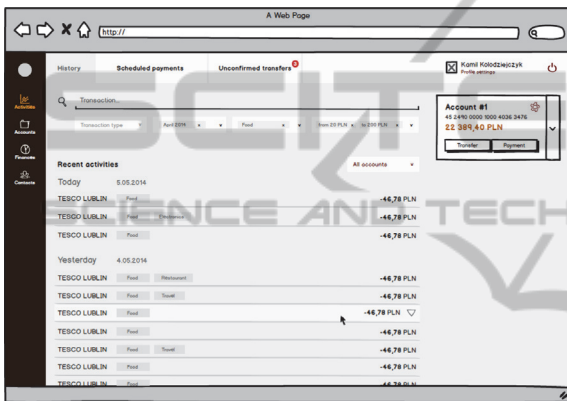 A Web Page
http://
History Scheduled payments Unconfirmed transfers 2
Kamil Kolodziejczyk
Profile settings
Activities
Accounts
Finances
Contacts
Transaction...
Transaction type April 2014 x Food x from 20 PLN x to 200 PLN x
Account #1
45 2490 0000 1000 4036 3476
22 389,40 PLN
Transfer Payment
Recent activities All accounts
Today 5.05.2014
TESCO LUBLIN Food -46,78 PLN
TESCO LUBLIN Food -46,78 PLN
TESCO LUBLIN Food -46,78 PLN
Yesterday 4.05.2014
TESCO LUBLIN Food Restaurant -46,78 PLN
TESCO LUBLIN Food Travel -46,78 PLN
TESCO LUBLIN Food -46,78 PLN
TESCO LUBLIN Food -46,78 PLN
TESCO LUBLIN Food Travel -46,78 PLN
TESCO LUBLIN Food -46,78 PLN
TESCO LUBLIN Food -46,78 PLN
SCIENCE AND TECH